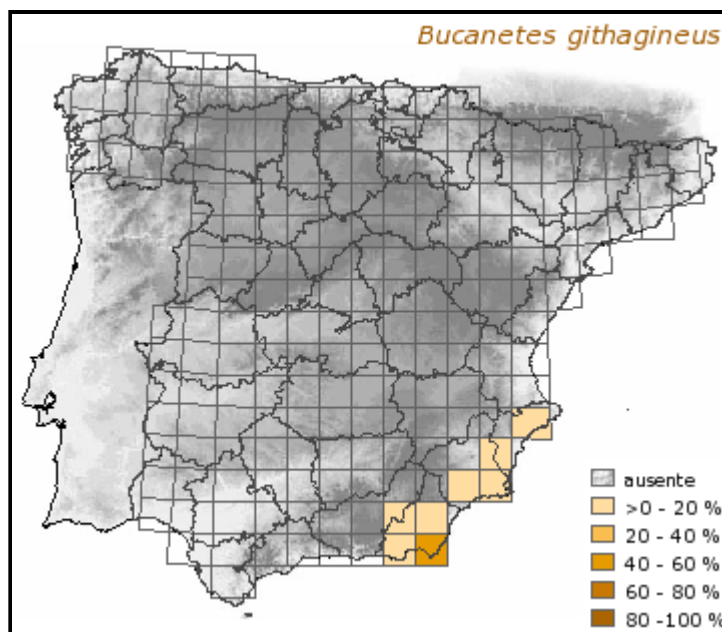 Bucanetes githagineus
ausente
>0 - 20 %
20 - 40 %
40 - 60 %
60 - 80 %
80 -100 %